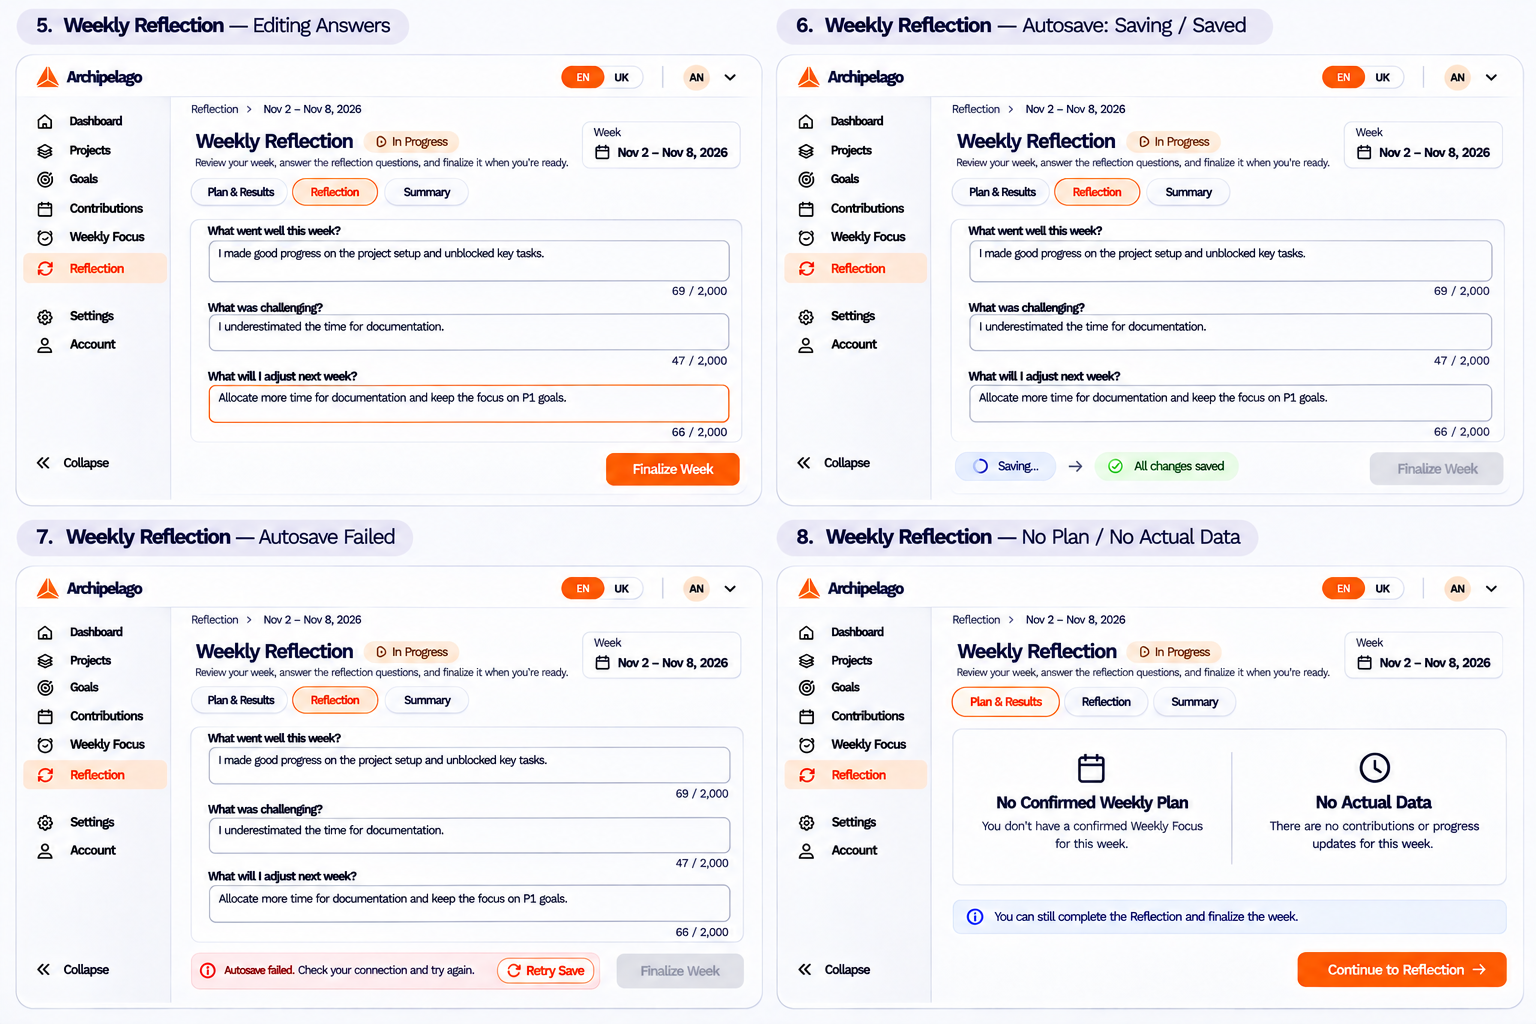 5. Weekly Reflection — Editing Answers
Archipelago
EN UK AN
Dashboard
Projects
Goals
Contributions
Weekly Focus
Reflection
Settings
Account
Collapse
Reflection > Nov 2 – Nov 8, 2026
Weekly Reflection In Progress
Review your week, answer the reflection questions, and finalize it when you're ready.
Week
Nov 2 – Nov 8, 2026
Plan & Results Reflection Summary
What went well this week?
I made good progress on the project setup and unblocked key tasks.
69 / 2,000
What was challenging?
I underestimated the time for documentation.
47 / 2,000
What will I adjust next week?
Allocate more time for documentation and keep the focus on P1 goals.
66 / 2,000
Finalize Week
6. Weekly Reflection — Autosave: Saving / Saved
Archipelago
EN UK AN
Dashboard
Projects
Goals
Contributions
Weekly Focus
Reflection
Settings
Account
Collapse
Reflection > Nov 2 – Nov 8, 2026
Weekly Reflection In Progress
Review your week, answer the reflection questions, and finalize it when you're ready.
Week
Nov 2 – Nov 8, 2026
Plan & Results Reflection Summary
What went well this week?
I made good progress on the project setup and unblocked key tasks.
69 / 2,000
What was challenging?
I underestimated the time for documentation.
47 / 2,000
What will I adjust next week?
Allocate more time for documentation and keep the focus on P1 goals.
66 / 2,000
Saving... → All changes saved
Finalize Week
7. Weekly Reflection — Autosave Failed
Archipelago
EN UK AN
Dashboard
Projects
Goals
Contributions
Weekly Focus
Reflection
Settings
Account
Collapse
Reflection > Nov 2 – Nov 8, 2026
Weekly Reflection In Progress
Review your week, answer the reflection questions, and finalize it when you're ready.
Week
Nov 2 – Nov 8, 2026
Plan & Results Reflection Summary
What went well this week?
I made good progress on the project setup and unblocked key tasks.
69 / 2,000
What was challenging?
I underestimated the time for documentation.
47 / 2,000
What will I adjust next week?
Allocate more time for documentation and keep the focus on P1 goals.
66 / 2,000
Autosave failed. Check your connection and try again. Retry Save
Finalize Week
8. Weekly Reflection — No Plan / No Actual Data
Archipelago
EN UK AN
Dashboard
Projects
Goals
Contributions
Weekly Focus
Reflection
Settings
Account
Collapse
Reflection > Nov 2 – Nov 8, 2026
Weekly Reflection In Progress
Review your week, answer the reflection questions, and finalize it when you're ready.
Week
Nov 2 – Nov 8, 2026
Plan & Results Reflection Summary
No Confirmed Weekly Plan
You don't have a confirmed Weekly Focus
for this week.
No Actual Data
There are no contributions or progress
updates for this week.
You can still complete the Reflection and finalize the week.
Continue to Reflection →